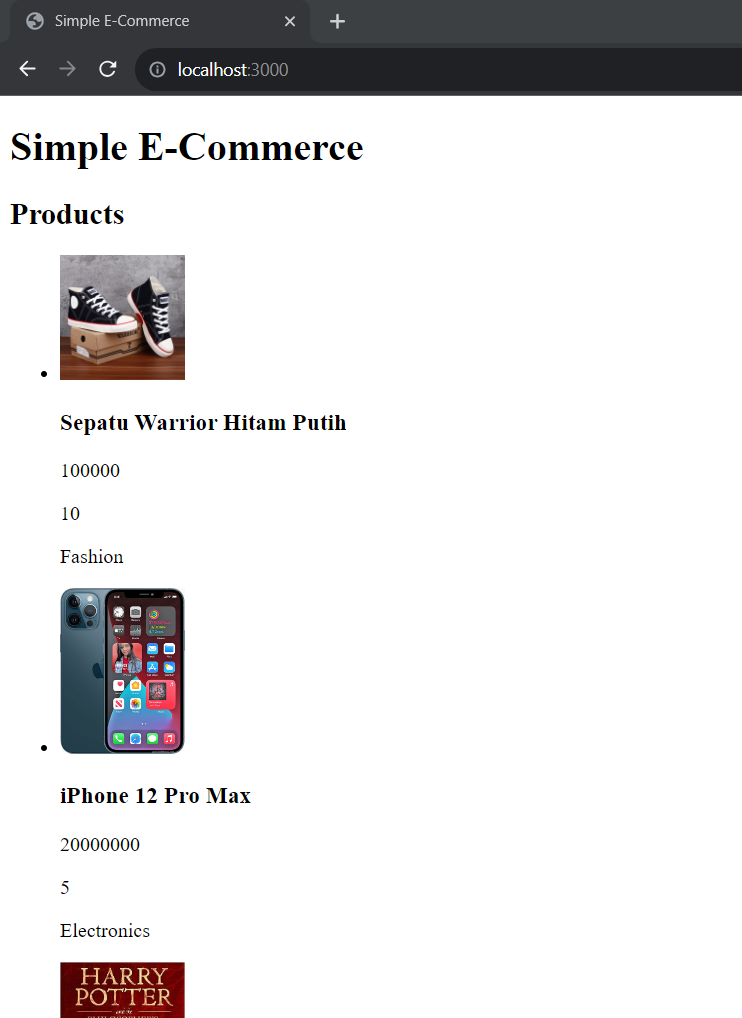 Simple E-Commerce
localhost:3000
Simple E-Commerce
Products
Sepatu Warrior Hitam Putih
100000
10
Fashion
iPhone 12 Pro Max
20000000
5
Electronics
HARRY
POTTER